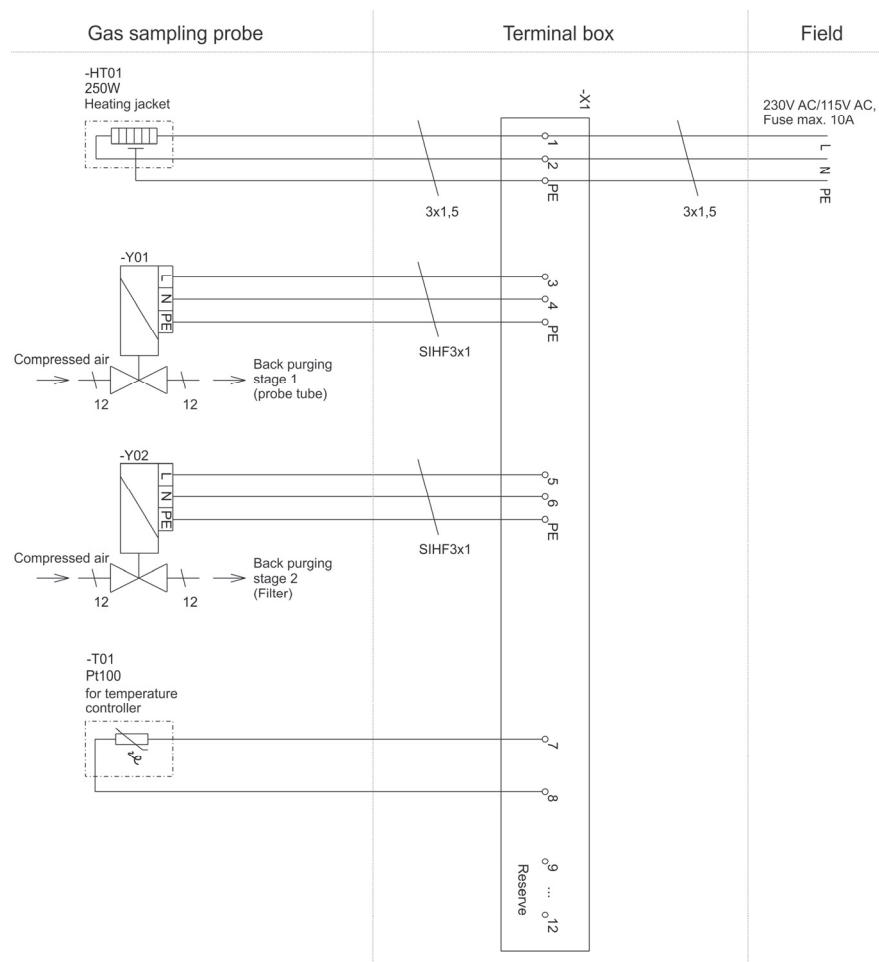 Gas sampling probe
Terminal box
Field
-HT01
250W
Heating jacket
-X1
230V AC/115V AC,
Fuse max. 10A
1
2
PE
L
N
PE
3x1,5
3x1,5
-Y01
L
N
PE
3
4
PE
SIHF3x1
Compressed air
12
12
Back purging
stage 1
(probe tube)
-Y02
L
N
PE
5
6
PE
SIHF3x1
Compressed air
12
12
Back purging
stage 2
(Filter)
-T01
Pt100
for temperature
controller
ϑ
7
8
Reserve
9
...
12